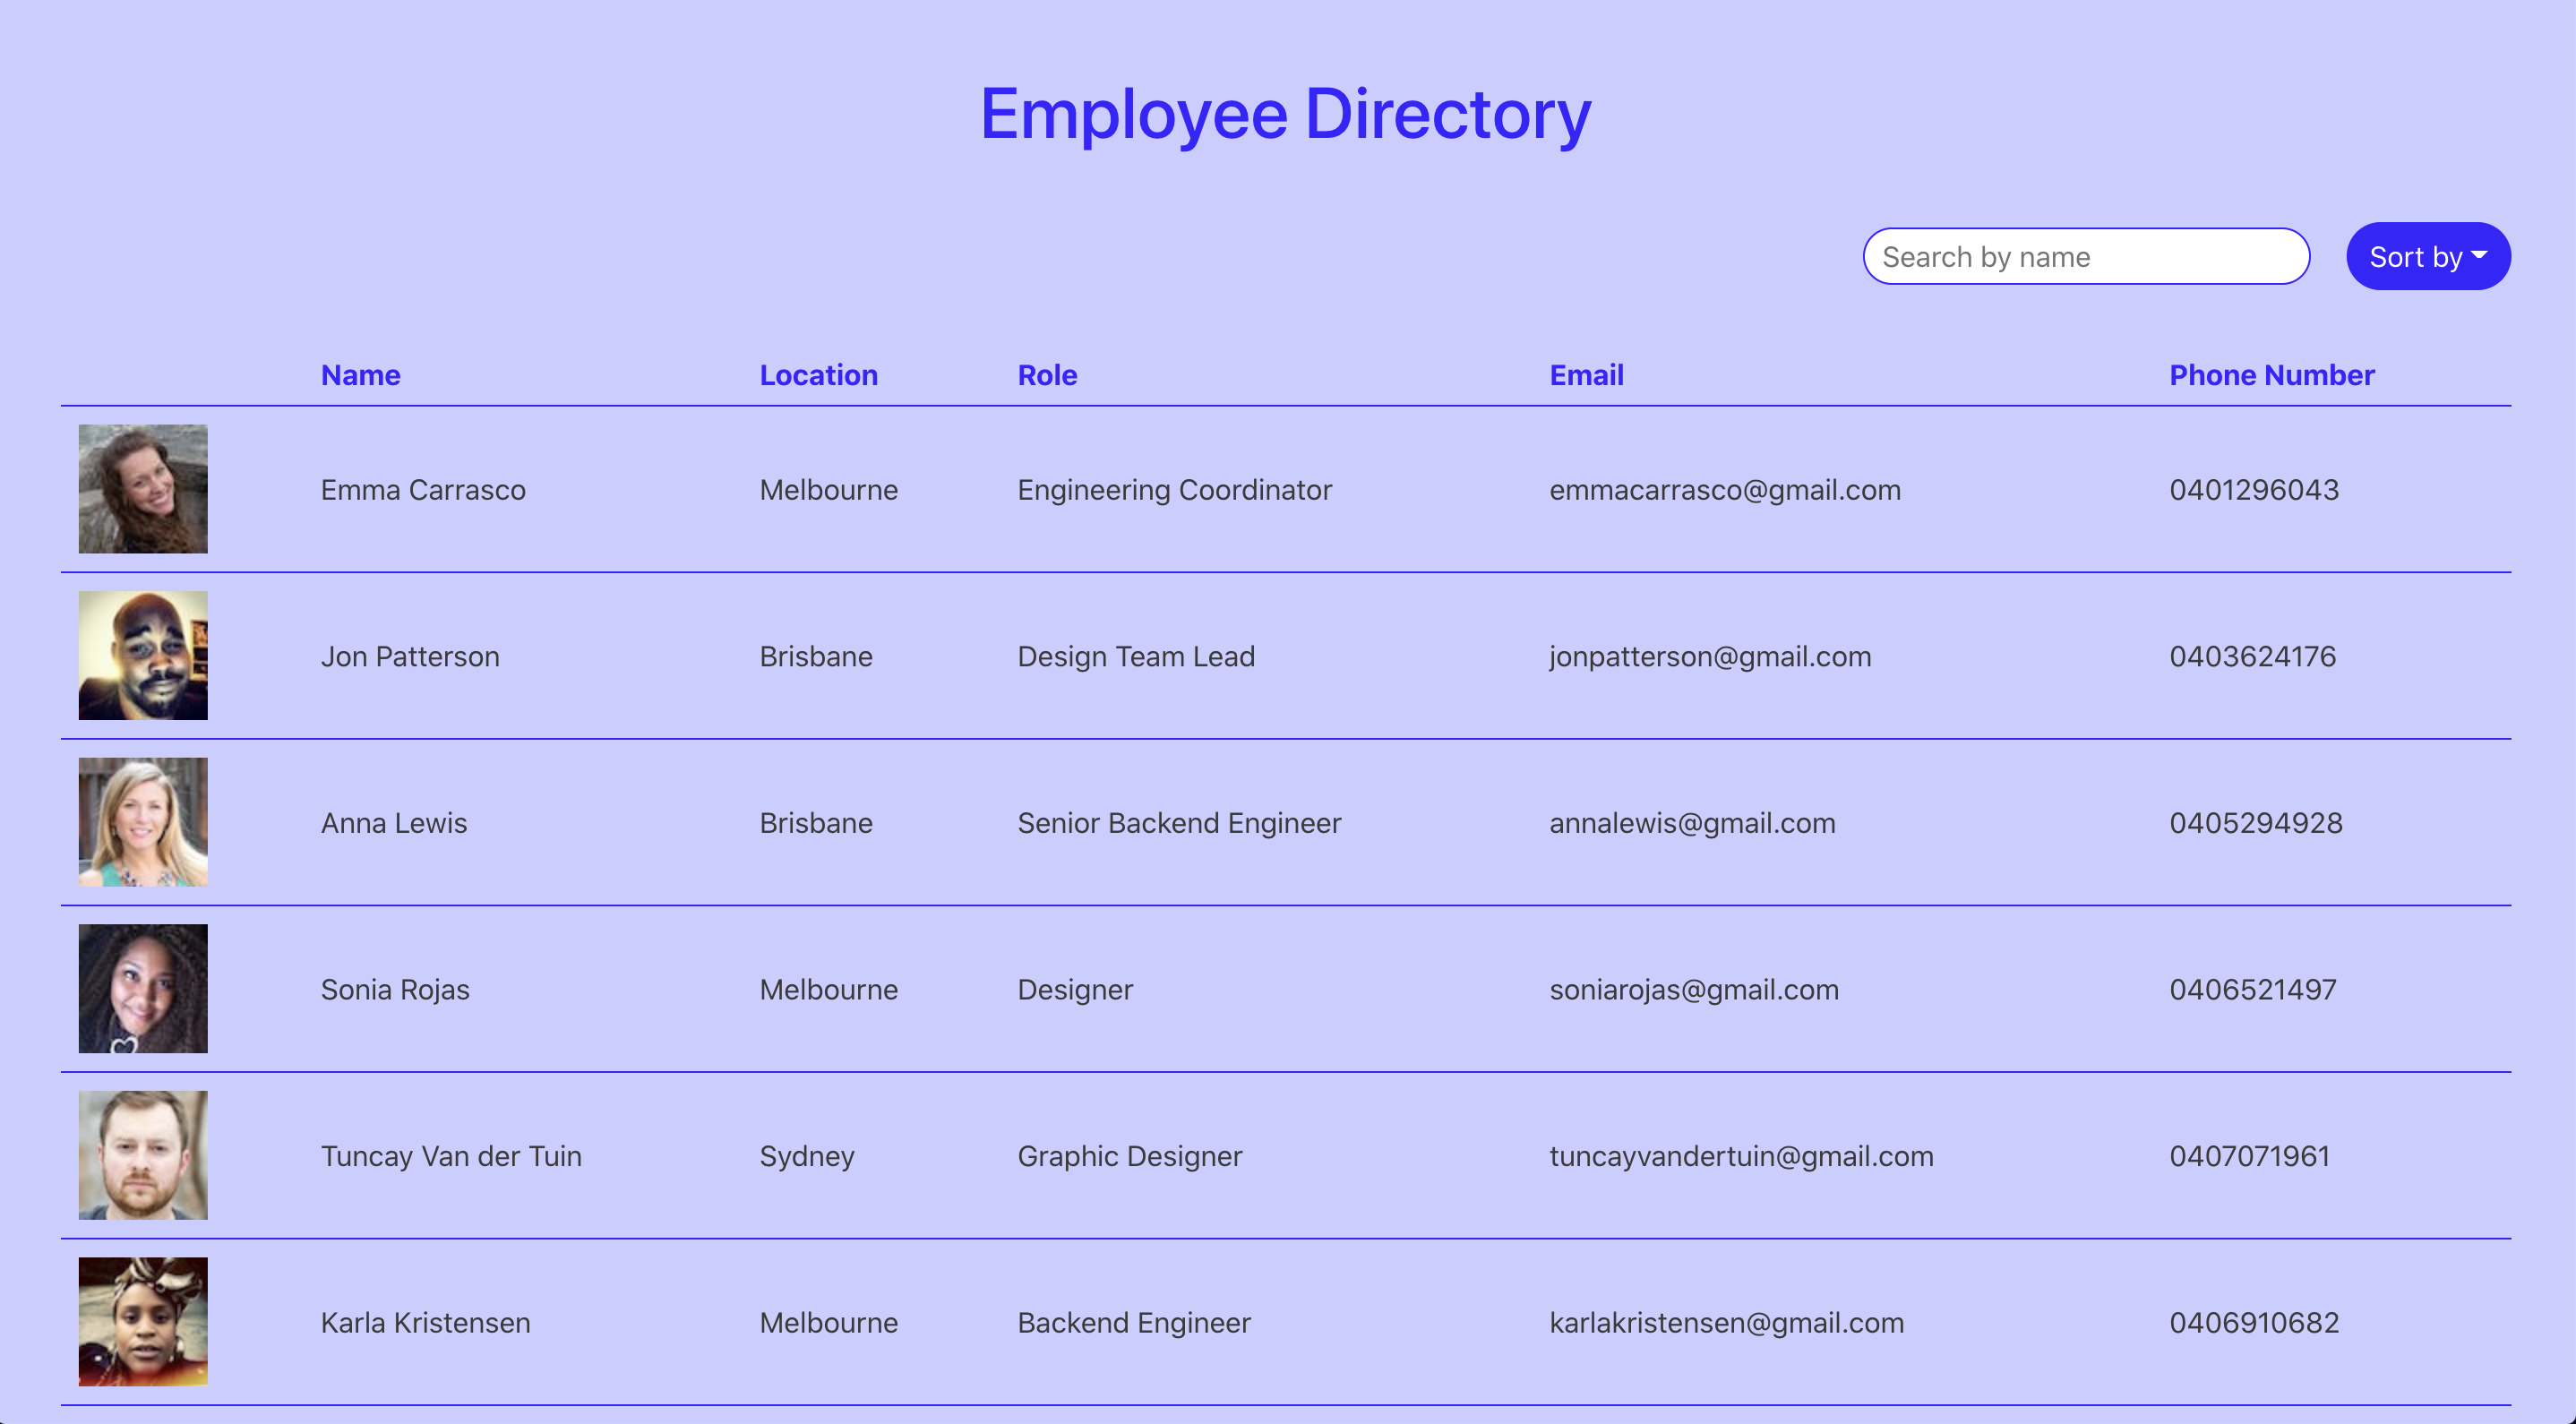 Employee Directory
Search by name
Sort by
Name Location Role Email Phone Number
Emma Carrasco Melbourne Engineering Coordinator emmacarrasco@gmail.com 0401296043
Jon Patterson Brisbane Design Team Lead jonpatterson@gmail.com 0403624176
Anna Lewis Brisbane Senior Backend Engineer annalewis@gmail.com 0405294928
Sonia Rojas Melbourne Designer soniarojas@gmail.com 0406521497
Tuncay Van der Tuin Sydney Graphic Designer tuncayvandertuin@gmail.com 0407071961
Karla Kristensen Melbourne Backend Engineer karlakristensen@gmail.com 0406910682